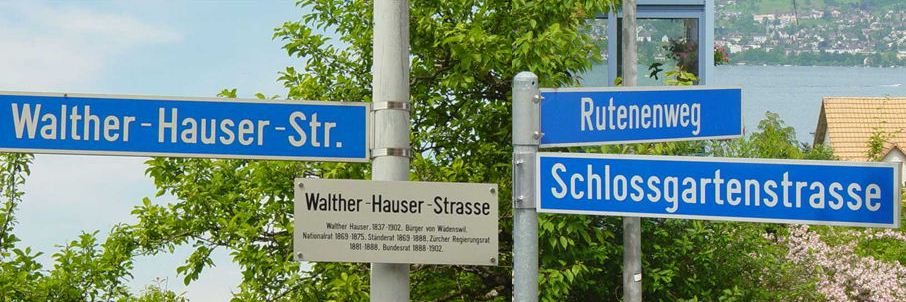 Walther-Hauser-Str.
Walther-Hauser-Strasse
Walther Hauser, 1837-1902, Bürger von Wädenswil.
Nationalrat 1869-1875, Ständerat 1869-1888, Zürcher Regierungsrat
1881-1888, Bundesrat 1888-1902.
Rutenenweg
Schlossgartenstrasse